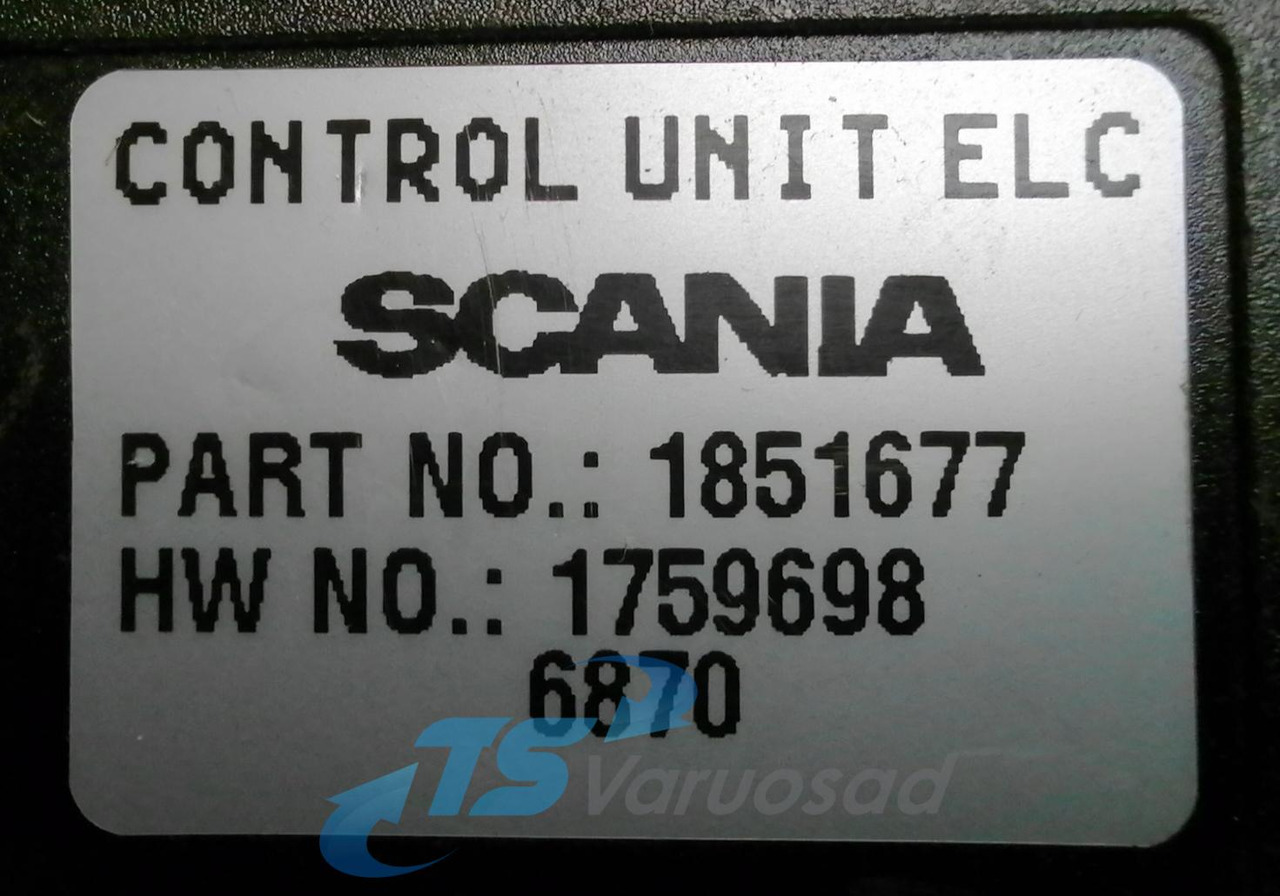 CONTROL UNIT ELC
SCANIA
PART NO.: 1851677
HW NO.: 1759698
6870
TS Varuosad